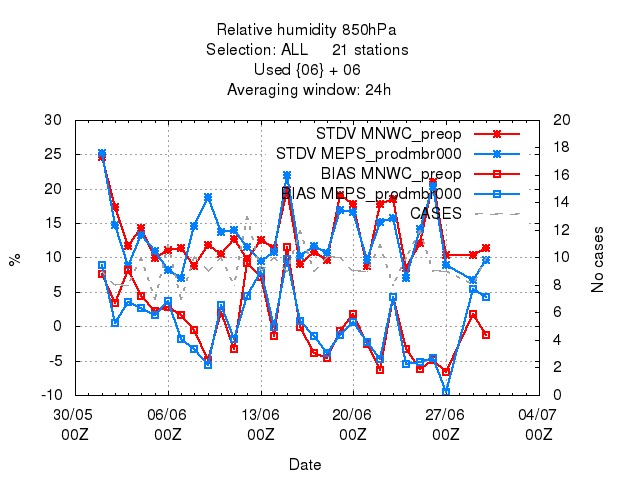 Relative humidity 850hPa
Selection: ALL 21 stations
Used {06} + 06
Averaging window: 24h
STDV MNWC_preop
STDV MEPS_prodmbr000
BIAS MNWC_preop
BIAS MEPS_prodmbr000
CASES
30
25
20
15
10
5
0
-5
-10
%
20
18
16
14
12
10
8
6
4
2
0
No cases
30/05 06/06 13/06 20/06 27/06 04/07
00Z 00Z 00Z 00Z 00Z 00Z
Date